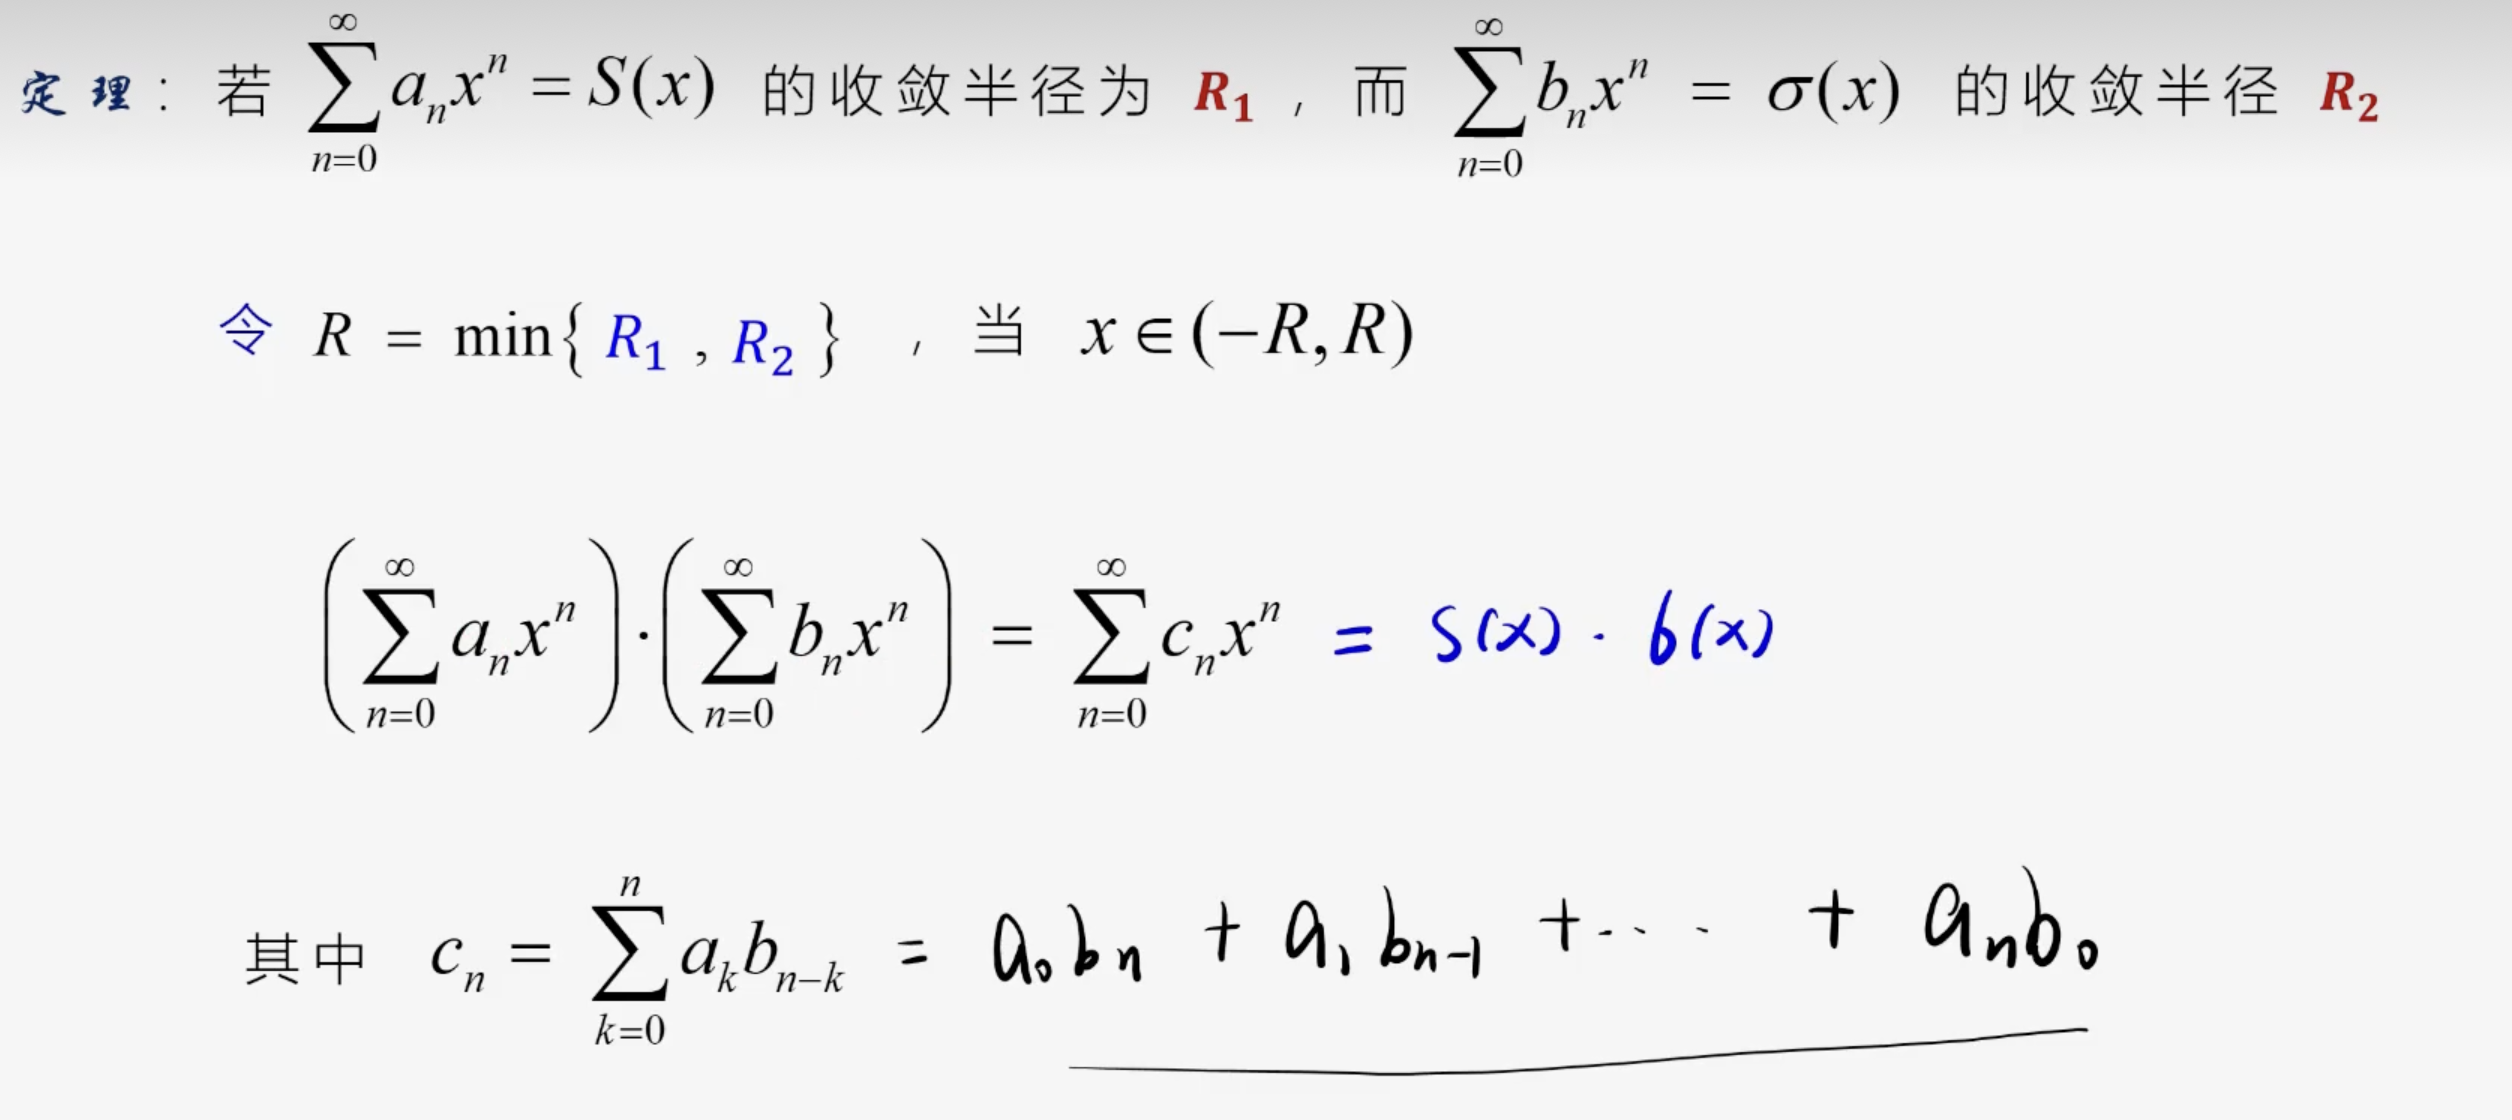 定理：若 $\sum_{n=0}^{\infty} a_n x^n = S(x)$ 的收敛半径为 $R_1$，而 $\sum_{n=0}^{\infty} b_n x^n = \sigma(x)$ 的收敛半径 $R_2$
令 $R = \min\{ R_1 , R_2 \}$，当 $x \in (-R, R)$
$\left( \sum_{n=0}^{\infty} a_n x^n \right) \cdot \left( \sum_{n=0}^{\infty} b_n x^n \right) = \sum_{n=0}^{\infty} c_n x^n = S(x) \cdot 6(x)$
其中 $c_n = \sum_{k=0}^{n} a_k b_{n-k} = a_0 b_n + a_1 b_{n-1} + \cdots + a_n b_0$